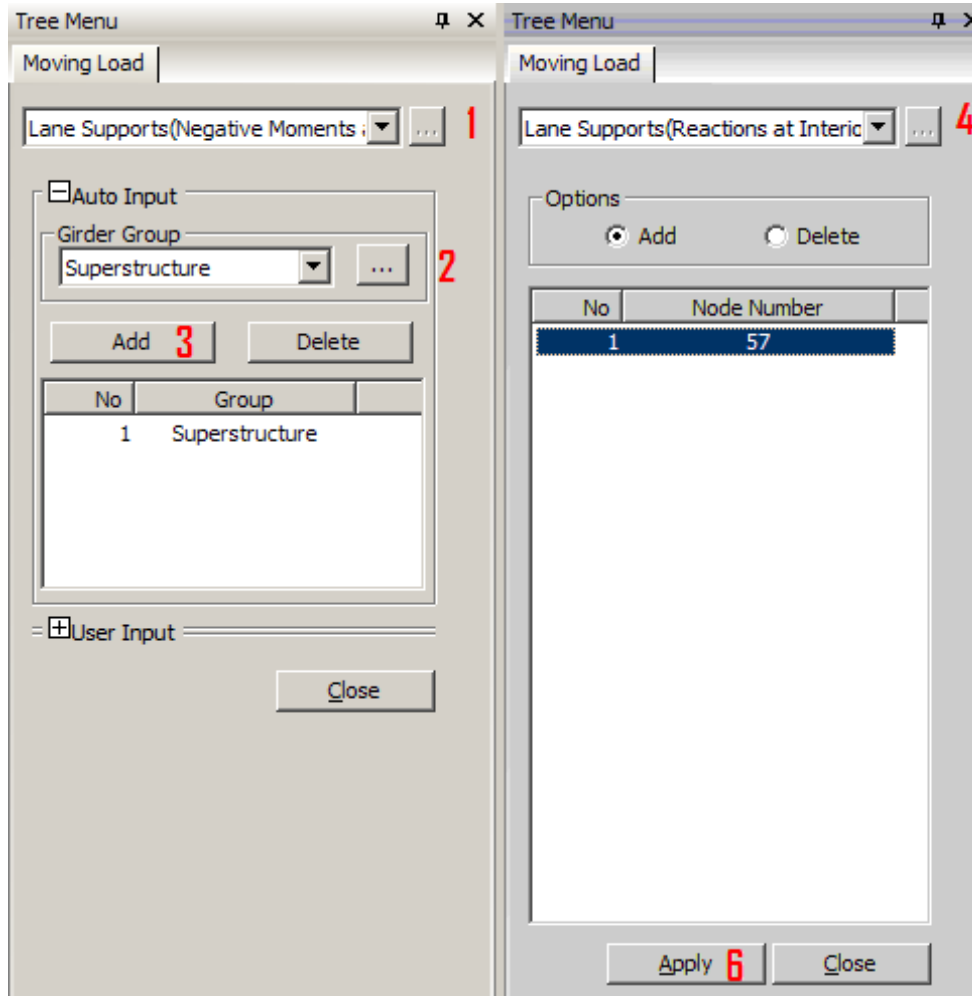 Tree Menu
Moving Load
Lane Supports(Negative Moments
1
Auto Input
Girder Group
Superstructure
...
2
Add
3
Delete
No Group
1 Superstructure
User Input
Close
Tree Menu
Moving Load
Lane Supports(Reactions at Interio
...
4
Options
Add Delete
No Node Number
1 57
Apply
6
Close